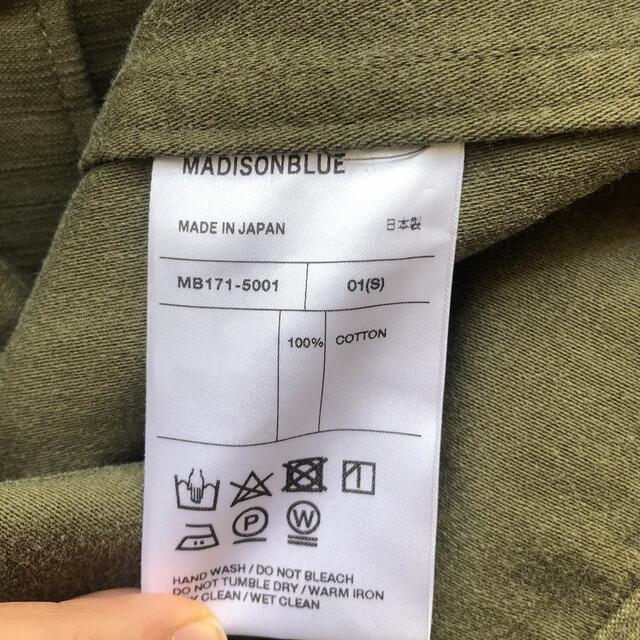 MADISONBLUE
MADE IN JAPAN 日本製
MB171-5001 01(S)
100% COTTON
P W
HAND WASH / DO NOT BLEACH
DO NOT TUMBLE DRY / WARM IRON
CLEAN / WET CLEAN